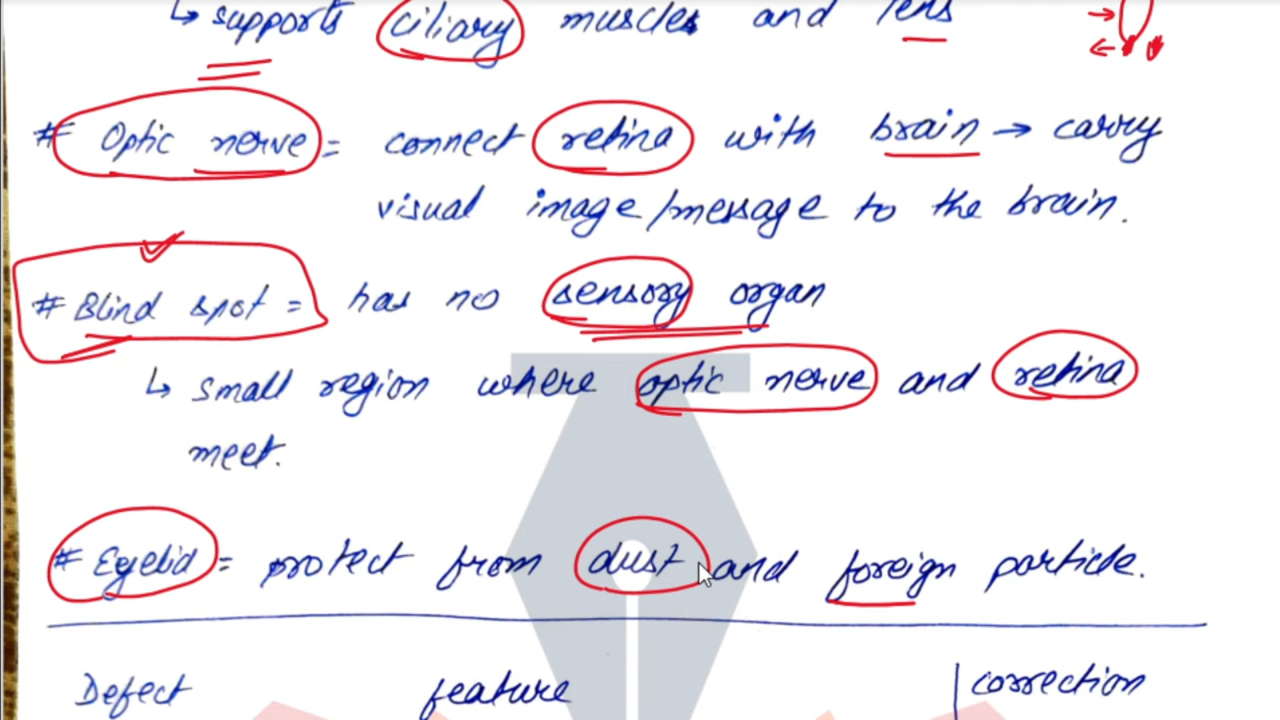 ↳ supports ciliary muscles and lens
# Optic nerve = connect retina with brain → carry
visual image/message to the brain.
# Blind spot = has no sensory organ
↳ small region where optic nerve and retina
meet.
# Eyelid = protect from dust and foreign particle.
Defect feature correction